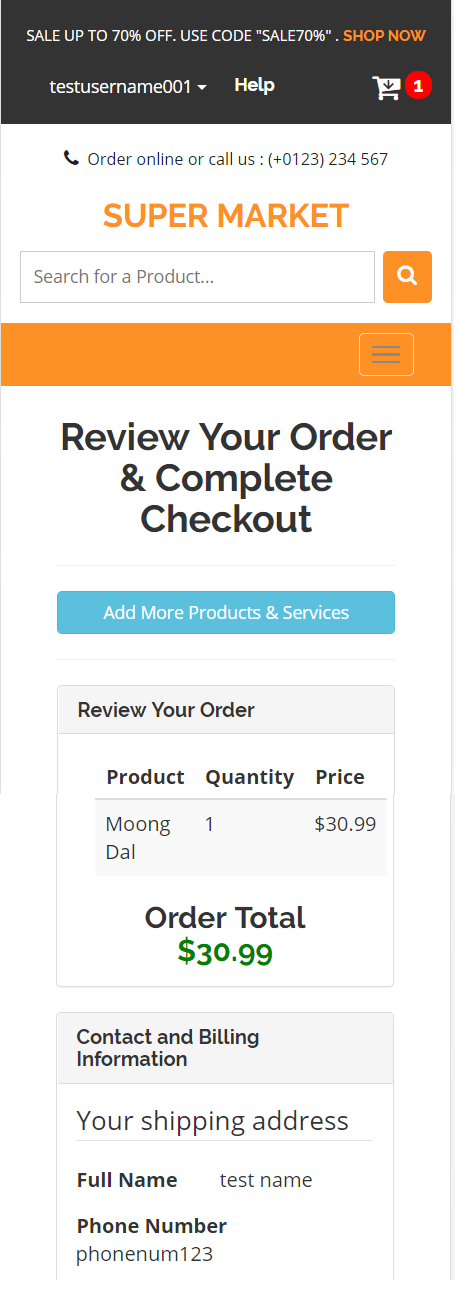 SALE UP TO 70% OFF. USE CODE "SALE70%" . SHOP NOW
testusername001 Help 1
Order online or call us : (+0123) 234 567
SUPER MARKET
Search for a Product...
Review Your Order
& Complete
Checkout
Add More Products & Services
Review Your Order
Product Quantity Price
Moong 1 $30.99
Dal
Order Total
$30.99
Contact and Billing
Information
Your shipping address
Full Name test name
Phone Number
phonenum123